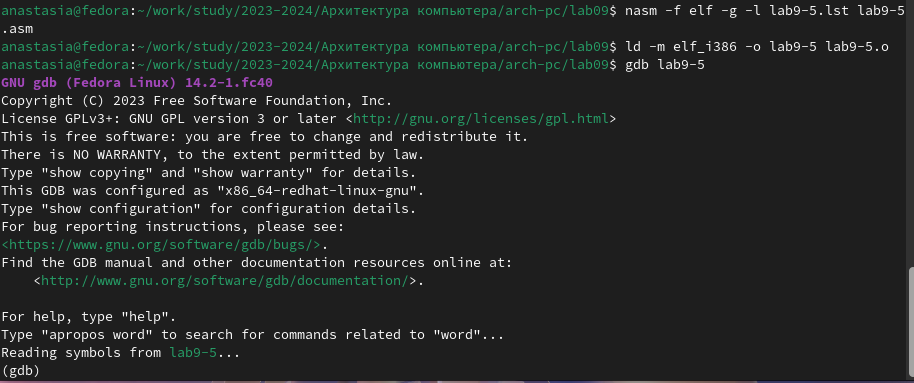 anastasia@fedora:~/work/study/2023-2024/Архитектура компьютера/arch-pc/lab09$ nasm -f elf -g -l lab9-5.lst lab9-5
.asm
anastasia@fedora:~/work/study/2023-2024/Архитектура компьютера/arch-pc/lab09$ ld -m elf_i386 -o lab9-5 lab9-5.o
anastasia@fedora:~/work/study/2023-2024/Архитектура компьютера/arch-pc/lab09$ gdb lab9-5
GNU gdb (Fedora Linux) 14.2-1.fc40
Copyright (C) 2023 Free Software Foundation, Inc.
License GPLv3+: GNU GPL version 3 or later <http://gnu.org/licenses/gpl.html>
This is free software: you are free to change and redistribute it.
There is NO WARRANTY, to the extent permitted by law.
Type "show copying" and "show warranty" for details.
This GDB was configured as "x86_64-redhat-linux-gnu".
Type "show configuration" for configuration details.
For bug reporting instructions, please see:
<https://www.gnu.org/software/gdb/bugs/>.
Find the GDB manual and other documentation resources online at:
    <http://www.gnu.org/software/gdb/documentation/>.

For help, type "help".
Type "apropos word" to search for commands related to "word"...
Reading symbols from lab9-5...
(gdb)